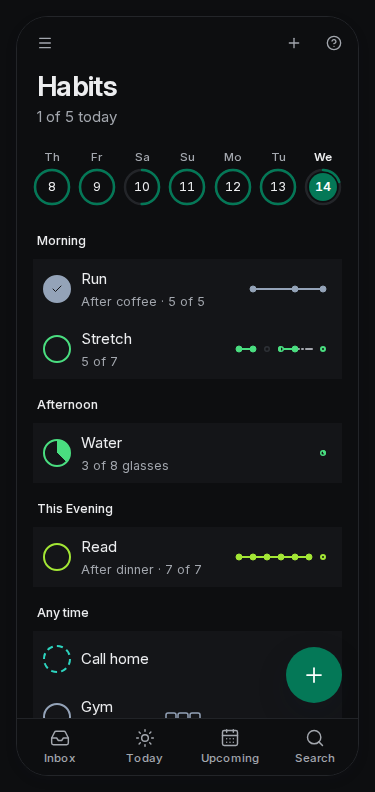 Habits
1 of 5 today
Th Fr Sa Su Mo Tu We
8 9 10 11 12 13 14
Morning
Run
After coffee · 5 of 5
Stretch
5 of 7
Afternoon
Water
3 of 8 glasses
This Evening
Read
After dinner · 7 of 7
Any time
Call home
Gym
Inbox Today Upcoming Search